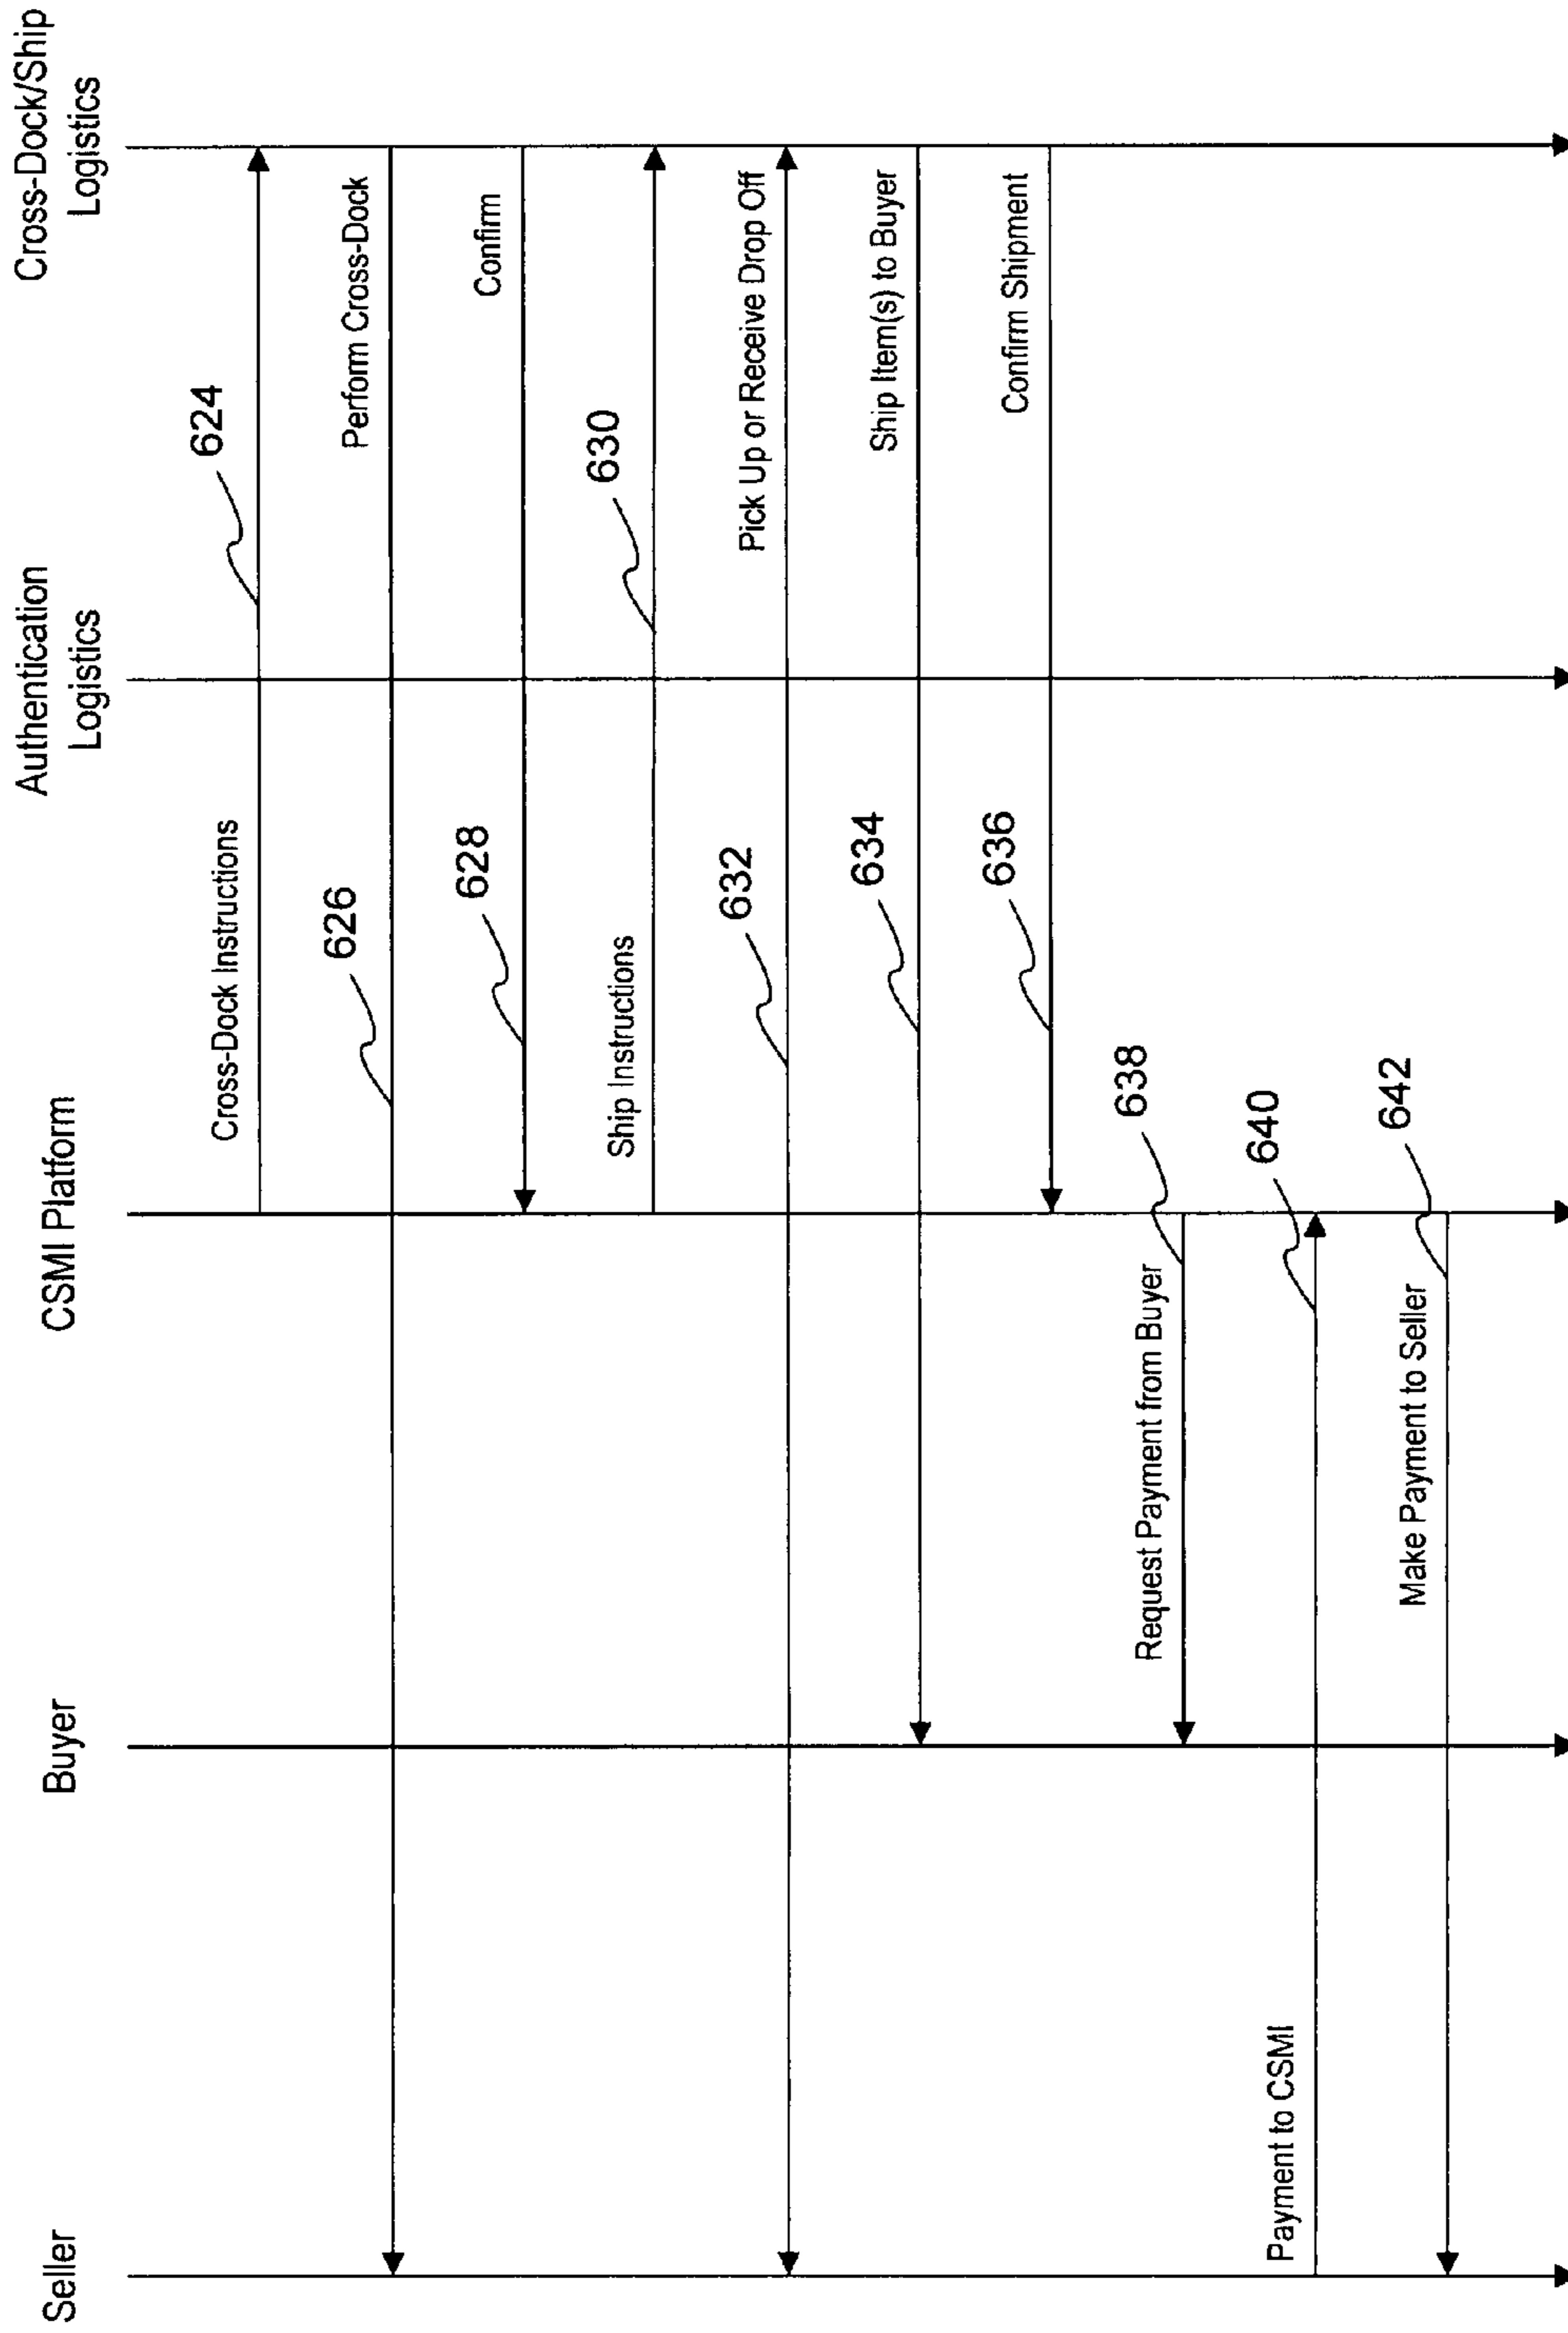 Seller
Buyer
CSMI Platform
Authentication
Logistics
Cross-Dock/Ship
Logistics
Cross-Dock Instructions
624
626
Perform Cross-Dock
628
Confirm
Ship Instructions
630
632
Pick Up or Receive Drop Off
634
Ship Item(s) to Buyer
636
Confirm Shipment
Request Payment from Buyer
638
Payment to CSMI
640
Make Payment to Seller
642